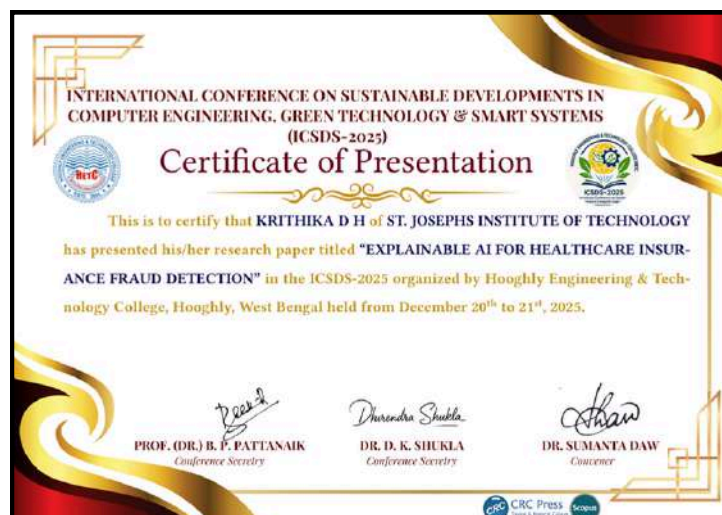 INTERNATIONAL CONFERENCE ON SUSTAINABLE DEVELOPMENTS IN
COMPUTER ENGINEERING, GREEN TECHNOLOGY & SMART SYSTEMS
(ICSDS-2025)
HETC
ICSDS-2025
Certificate of Presentation
This is to certify that KRITHIKA D H of ST. JOSEPHS INSTITUTE OF TECHNOLOGY
has presented his/her research paper titled “EXPLAINABLE AI FOR HEALTHCARE INSUR-
ANCE FRAUD DETECTION” in the ICSDS-2025 organized by Hooghly Engineering & Tech-
nology College, Hooghly, West Bengal held from December 20th to 21st, 2025.
Dhurendra Shukla
PROF. (DR.) B. P. PATTANAIK
Conference Secretry
DR. D. K. SHUKLA
Conference Secretry
DR. SUMANTA DAW
Convener
CRC
CRC Press
Scopus